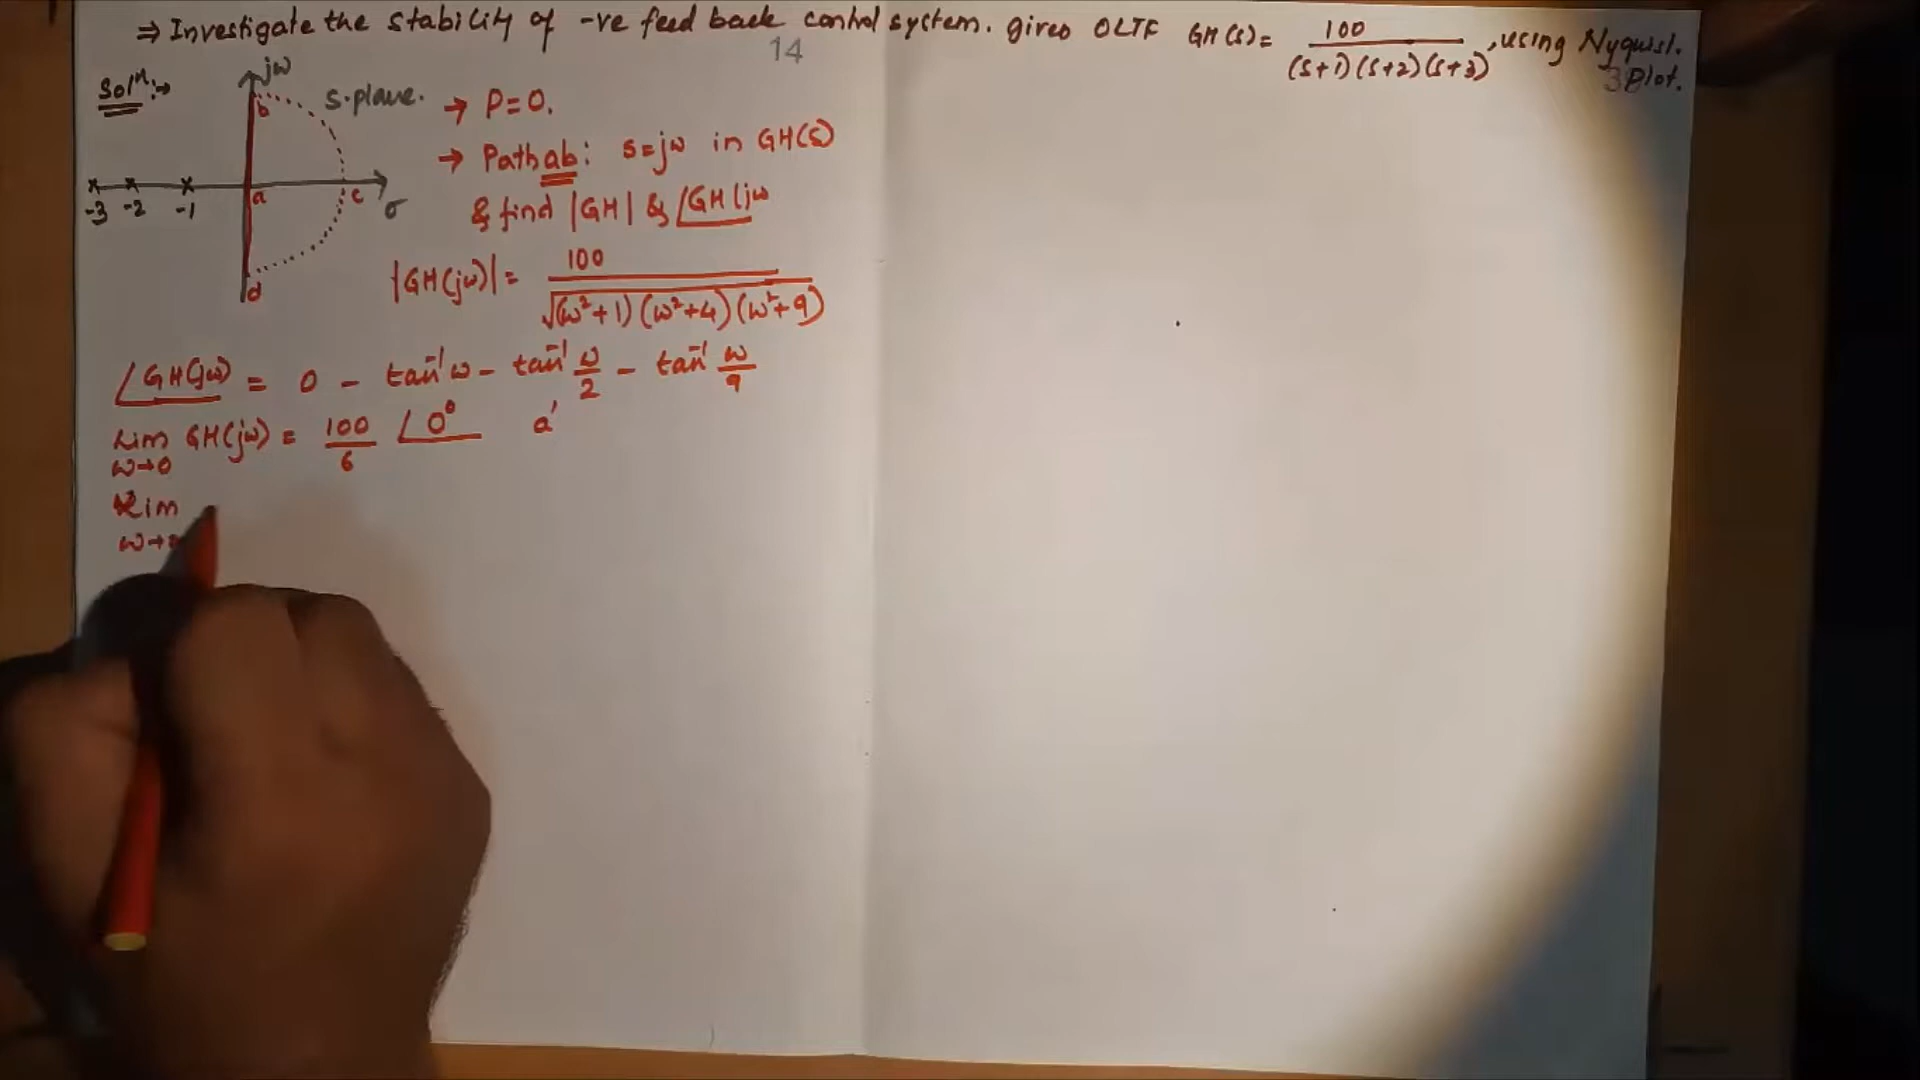 ⇒ Investigate the stability of -ve feed back control system. given OLTF GH(s) = 100 / (s+1)(s+2)(s+3), using Nyquist
14
3
Plot.
Solⁿ:→
jω
b
s-plane.
a
c
σ
d
-3 -2 -1
→ P=0.
→ Path ab: s=jω in GH(s)
& find |GH| & ∠GH(jω
|GH(jω)| = 100 / √(ω²+1)(ω²+4)(ω²+9)
∠GH(jω) = 0 - tan⁻¹ω - tan⁻¹ ω/2 - tan⁻¹ ω/9
Lim ω→0 GH(jω) = 100/6 ∠0° a'
Lim
ω→